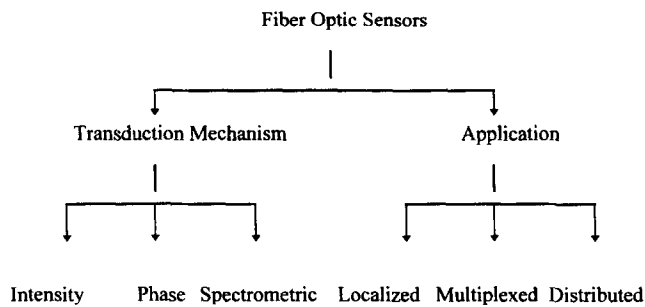 Fiber Optic Sensors
Transduction Mechanism Application
Intensity Phase Spectrometric Localized Multiplexed Distributed